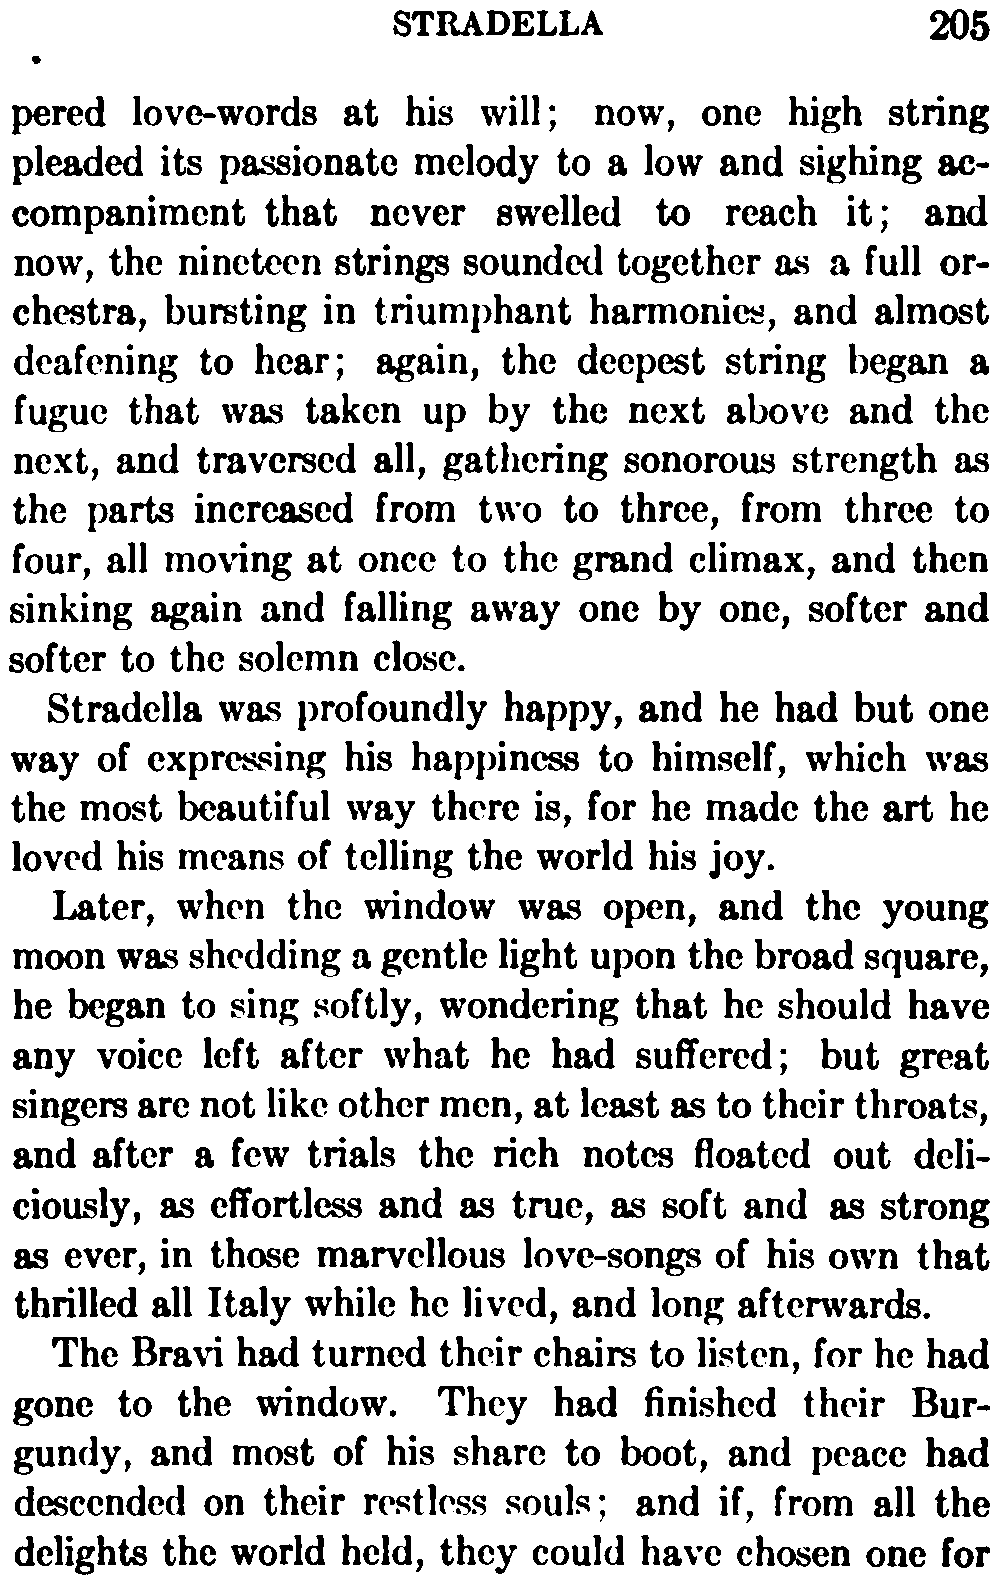 STRADELLA 205
pered love-words at his will; now, one high string
pleaded its passionate melody to a low and sighing ac-
companiment that never swelled to reach it; and
now, the nineteen strings sounded together as a full or-
chestra, bursting in triumphant harmonies, and almost
deafening to hear; again, the deepest string began a
fugue that was taken up by the next above and the
next, and traversed all, gathering sonorous strength as
the parts increased from two to three, from three to
four, all moving at once to the grand climax, and then
sinking again and falling away one by one, softer and
softer to the solemn close.
Stradella was profoundly happy, and he had but one
way of expressing his happiness to himself, which was
the most beautiful way there is, for he made the art he
loved his means of telling the world his joy.
Later, when the window was open, and the young
moon was shedding a gentle light upon the broad square,
he began to sing softly, wondering that he should have
any voice left after what he had suffered; but great
singers are not like other men, at least as to their throats,
and after a few trials the rich notes floated out deli-
ciously, as effortless and as true, as soft and as strong
as ever, in those marvellous love-songs of his own that
thrilled all Italy while he lived, and long afterwards.
The Bravi had turned their chairs to listen, for he had
gone to the window. They had finished their Bur-
gundy, and most of his share to boot, and peace had
descended on their restless souls; and if, from all the
delights the world held, they could have chosen one for